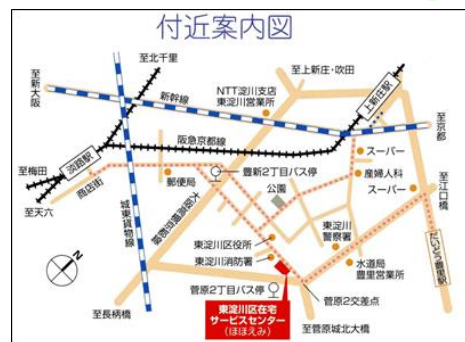 付近案内図
至北千里
至上新庄・吹田
至新大阪
NTT淀川支店
東淀川営業所
上新庄駅
新幹線
至京都
阪急京都線
淡路駅
スーパー
至梅田
商店街
郵便局
豊新2丁目バス停
産婦人科
スーパー
至江口橋
至天六
公園
城東貨物線
大阪高槻京都線
東淀川区役所
東淀川警察署
だいどう豊里駅
東淀川消防署
水道局
豊里営業所
N
菅原2丁目バス停
菅原2交差点
至長柄橋
東淀川区在宅
サービスセンター
(ほほえみ)
至菅原城北大橋